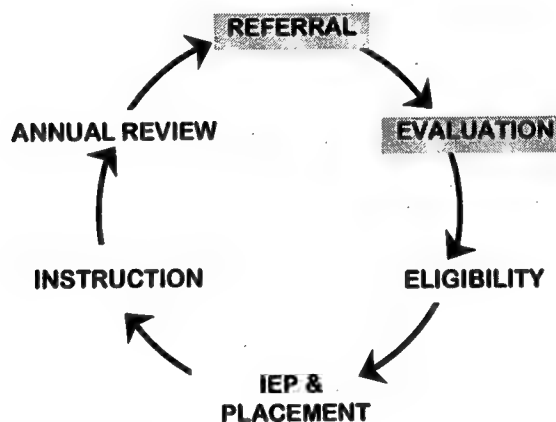 REFERRAL
EVALUATION
ELIGIBILITY
IEP &
PLACEMENT
INSTRUCTION
ANNUAL REVIEW